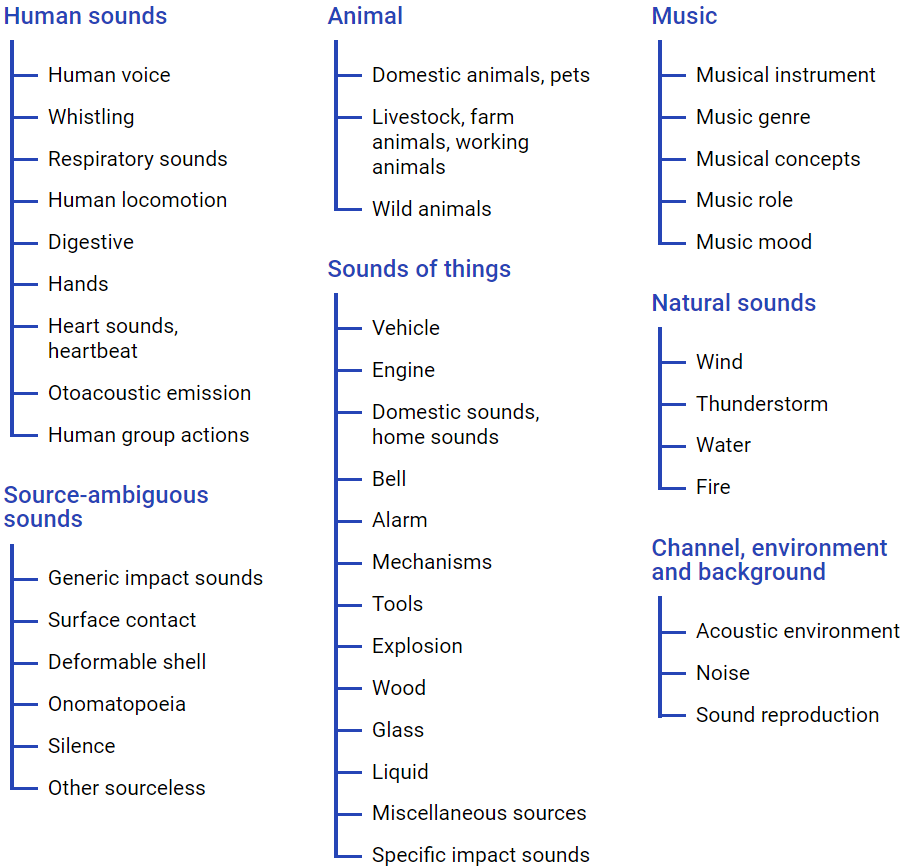 Human sounds
Human voice
Whistling
Respiratory sounds
Human locomotion
Digestive
Hands
Heart sounds,
heartbeat
Otoacoustic emission
Human group actions
Source-ambiguous
sounds
Generic impact sounds
Surface contact
Deformable shell
Onomatopoeia
Silence
Other sourceless
Animal
Domestic animals, pets
Livestock, farm
animals, working
animals
Wild animals
Sounds of things
Vehicle
Engine
Domestic sounds,
home sounds
Bell
Alarm
Mechanisms
Tools
Explosion
Wood
Glass
Liquid
Miscellaneous sources
Specific impact sounds
Music
Musical instrument
Music genre
Musical concepts
Music role
Music mood
Natural sounds
Wind
Thunderstorm
Water
Fire
Channel, environment
and background
Acoustic environment
Noise
Sound reproduction